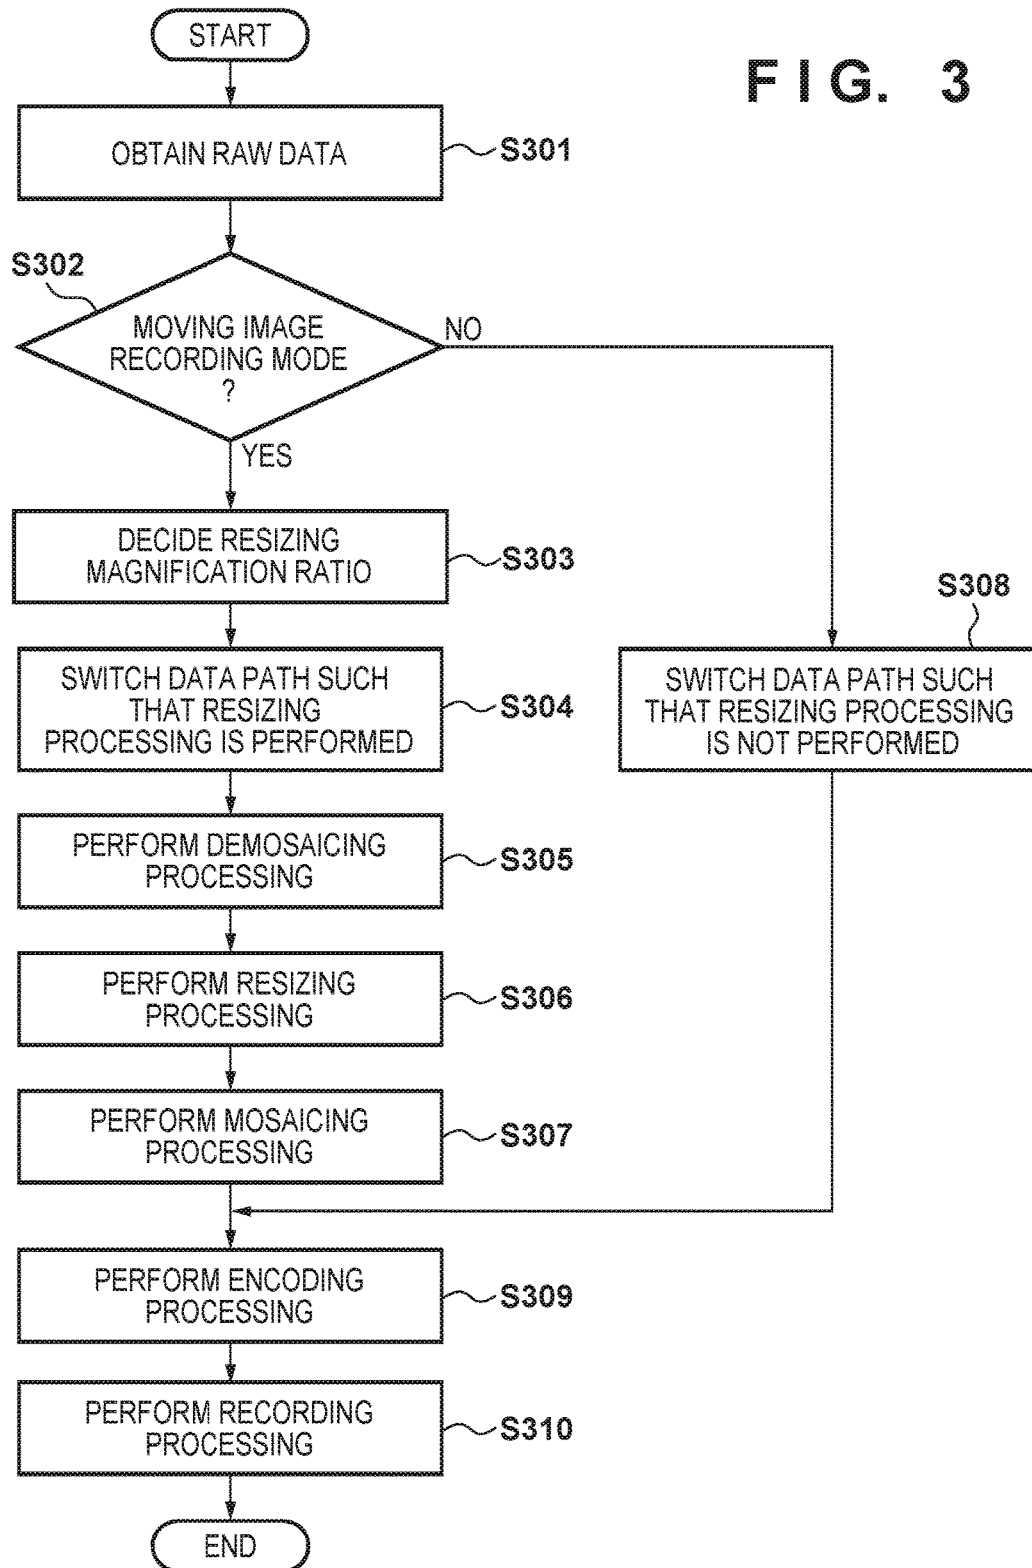 START
FIG. 3
OBTAIN RAW DATA
S301
S302
MOVING IMAGE
RECORDING MODE
?
NO
YES
DECIDE RESIZING
MAGNIFICATION RATIO
S303
S308
SWITCH DATA PATH SUCH
THAT RESIZING
PROCESSING IS PERFORMED
S304
SWITCH DATA PATH SUCH
THAT RESIZING PROCESSING
IS NOT PERFORMED
PERFORM DEMOSAICING
PROCESSING
S305
PERFORM RESIZING
PROCESSING
S306
PERFORM MOSAICING
PROCESSING
S307
PERFORM ENCODING
PROCESSING
S309
PERFORM RECORDING
PROCESSING
S310
END